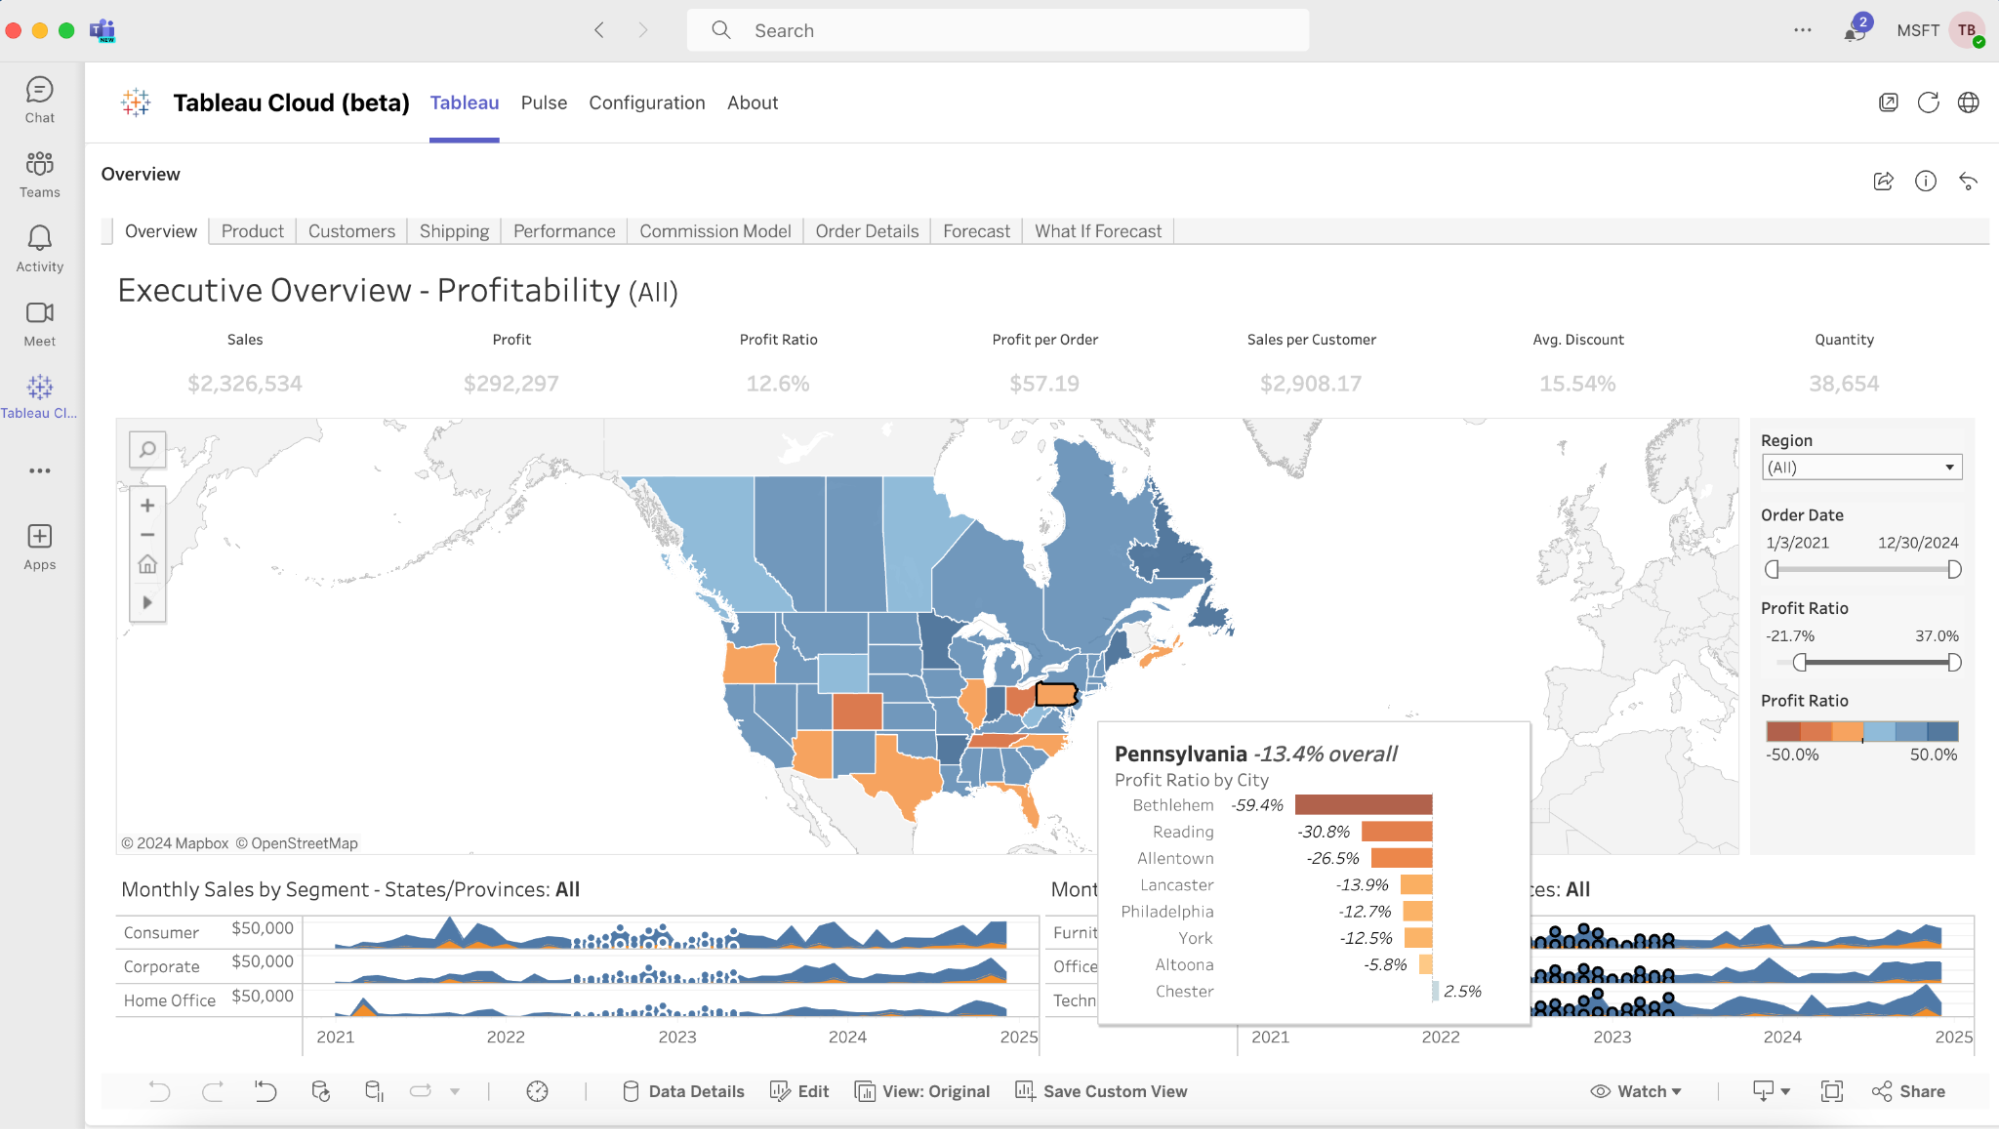 Search
2
MSFT
TB
NEW
Chat
Teams
Activity
Meet
Tableau Cl...
Apps
Tableau Cloud (beta)
Tableau
Pulse
Configuration
About
Overview
Overview
Product
Customers
Shipping
Performance
Commission Model
Order Details
Forecast
What If Forecast
Executive Overview - Profitability (All)
Sales
Profit
Profit Ratio
Profit per Order
Sales per Customer
Avg. Discount
Quantity
$2,326,534
$292,297
12.6%
$57.19
$2,908.17
15.54%
38,654
© 2024 Mapbox © OpenStreetMap
Region
(All)
Order Date
1/3/2021
12/30/2024
Profit Ratio
-21.7%
37.0%
Profit Ratio
-50.0%
50.0%
Pennsylvania -13.4% overall
Profit Ratio by City
Bethlehem -59.4%
Reading -30.8%
Allentown -26.5%
Lancaster -13.9%
Philadelphia -12.7%
York -12.5%
Altoona -5.8%
Chester 2.5%
Monthly Sales by Segment - States/Provinces: All
Consumer $50,000
Corporate $50,000
Home Office $50,000
2021 2022 2023 2024 2025
Mont
ces: All
Furnit
Office
Techn
2021 2022 2023 2024 2025
Data Details
Edit
View: Original
Save Custom View
Watch
Share